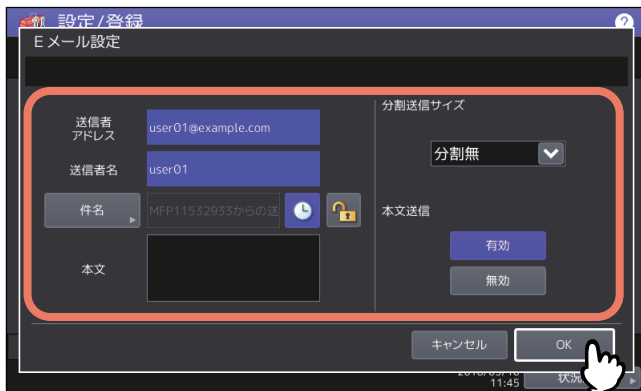 設定/登録
?
Eメール設定
送信者
アドレス
user01@example.com
送信者名
user01
件名
MFP11532933からの送
本文
分割送信サイズ
分割無
本文送信
有効
無効
キャンセル
OK
11:45
状況